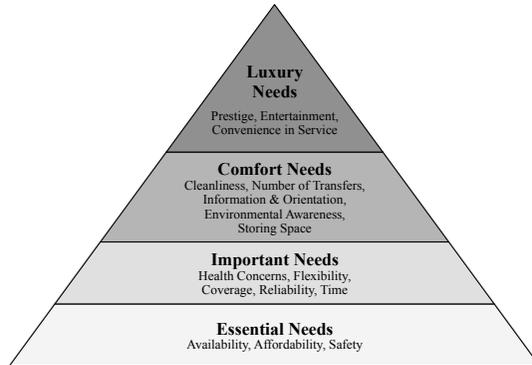 Luxury
Needs
Prestige, Entertainment,
Convenience in Service
Comfort Needs
Cleanliness, Number of Transfers,
Information & Orientation,
Environmental Awareness,
Storing Space
Important Needs
Health Concerns, Flexibility,
Coverage, Reliability, Time
Essential Needs
Availability, Affordability, Safety